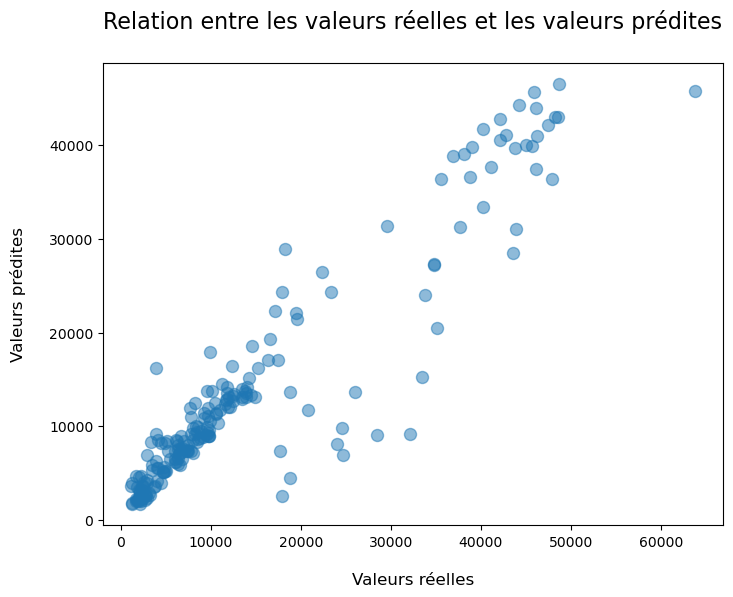 Relation entre les valeurs réelles et les valeurs prédites
40000
30000
20000
10000
0
Valeurs prédites
0 10000 20000 30000 40000 50000 60000
Valeurs réelles